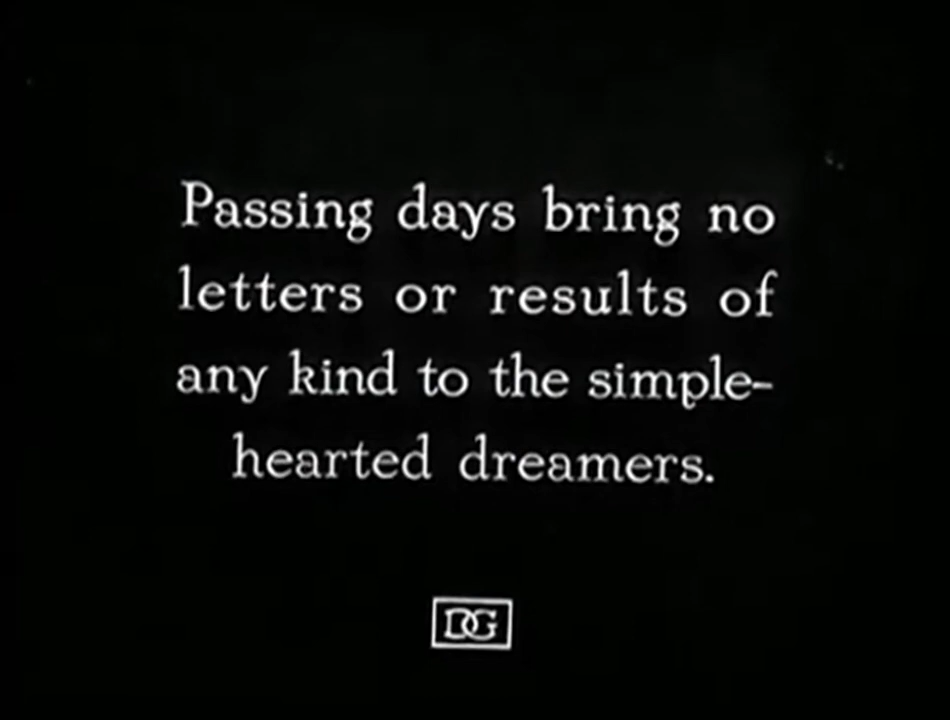 Passing days bring no
letters or results of
any kind to the simple-
hearted dreamers.
DG